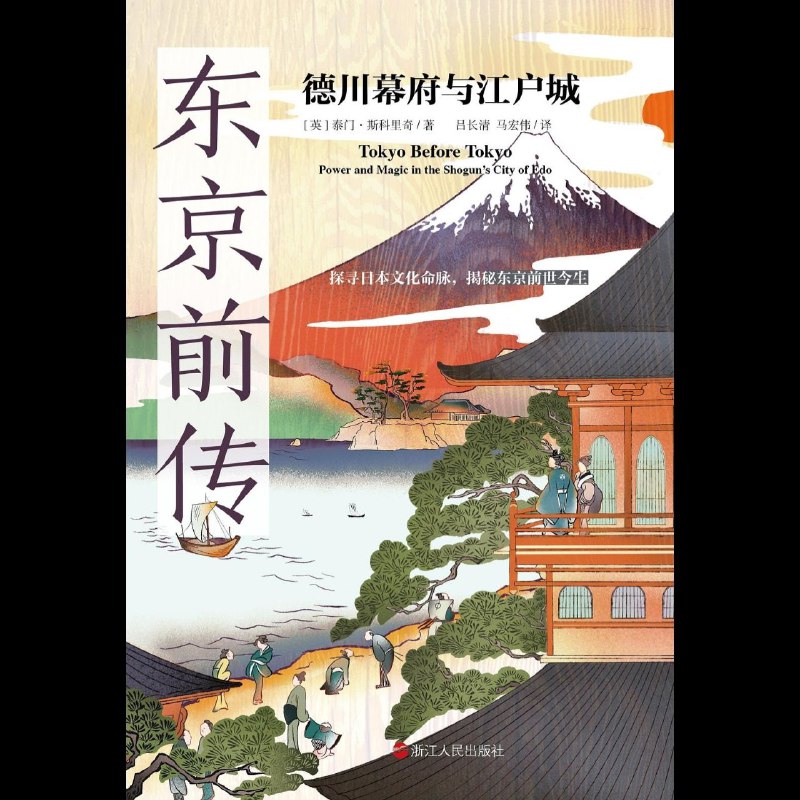 东京前传
德川幕府与江户城
[英]泰门·斯科里奇/著 吕长清 马宏伟/译
Tokyo Before Tokyo
Power and Magic in the Shogun's City of Edo
探寻日本文化命脉，揭秘东京前世今生
浙江人民出版社